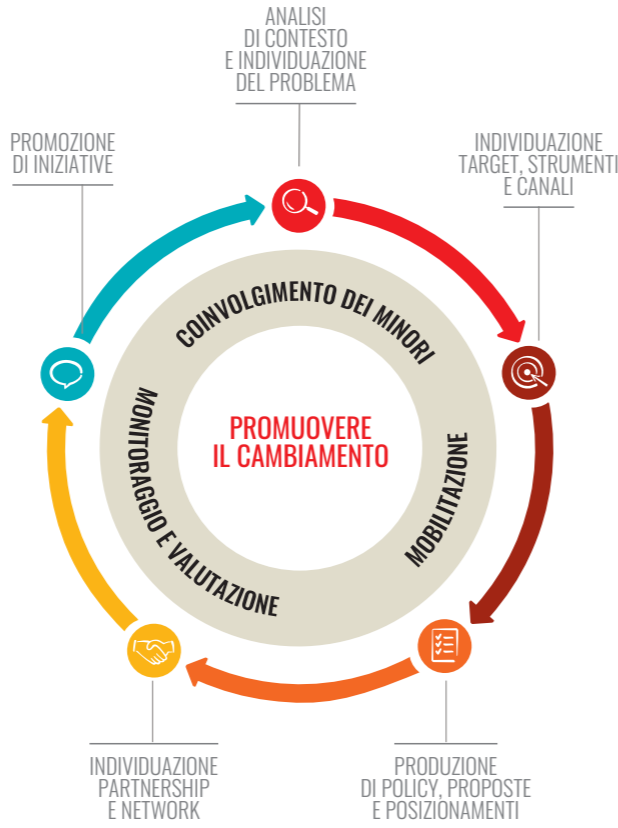 ANALISI
DI CONTESTO
E INDIVIDUAZIONE
DEL PROBLEMA
PROMOZIONE
DI INIZIATIVE
INDIVIDUAZIONE
TARGET, STRUMENTI
E CANALI
COINVOLGIMENTO DEI MINORI
PROMUOVERE
IL CAMBIAMENTO
MONITORAGGIO E VALUTAZIONE
MOBILITAZIONE
INDIVIDUAZIONE
PARTNERSHIP
E NETWORK
PRODUZIONE
DI POLICY, PROPOSTE
E POSIZIONAMENTI